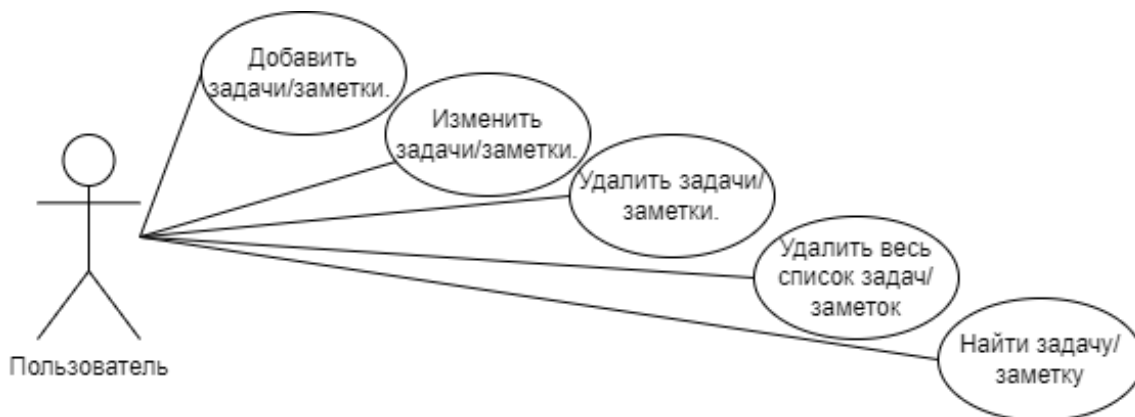 Добавить
задачи/заметки.
Изменить
задачи/заметки.
Удалить задачи/
заметки.
Удалить весь
список задач/
заметок
Найти задачу/
заметку
Пользователь